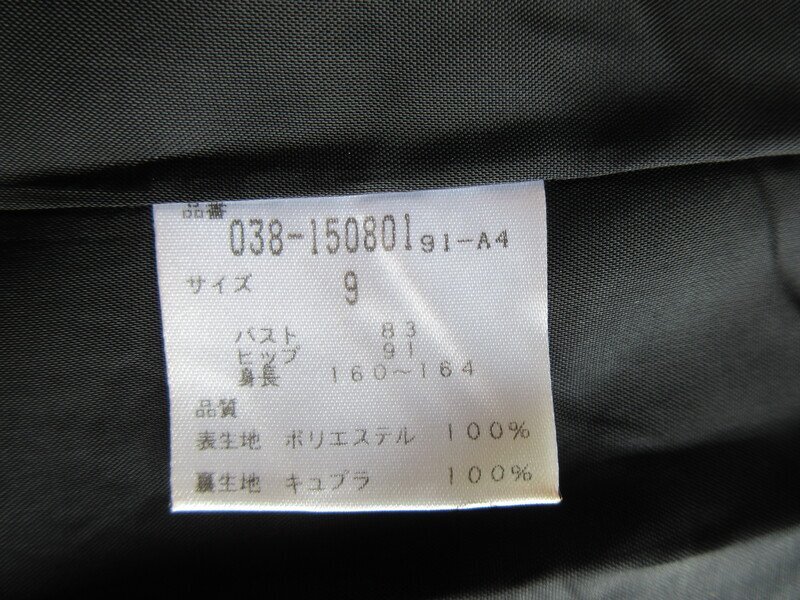 品番
038-150801 91-A4
サイズ 9
バスト 83
ヒップ 91
身長 160~164
品質
表生地 ポリエステル 100%
裏生地 キュプラ 100%